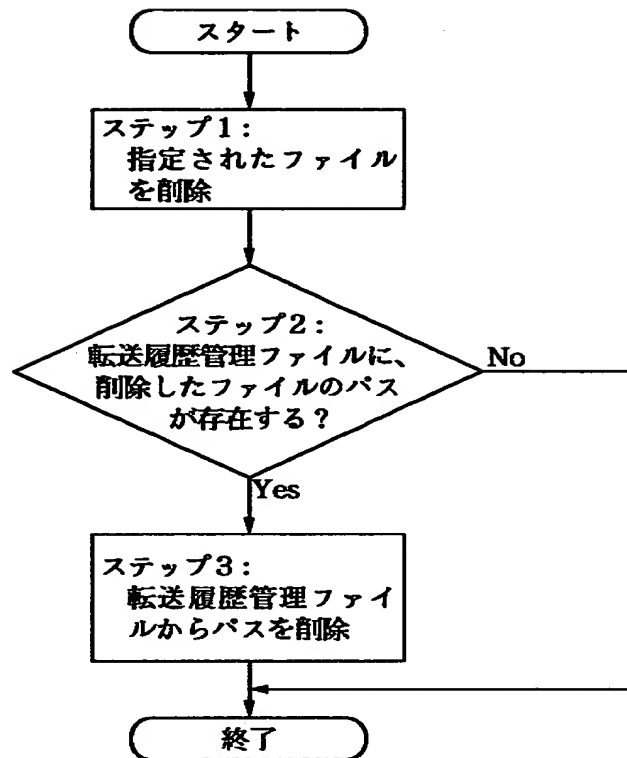 スタート
ステップ1:
指定されたファイル
を削除
ステップ2:
転送履歴管理ファイルに、
削除したファイルのパス
が存在する?
No
Yes
ステップ3:
転送履歴管理ファイ
ルからパスを削除
終了